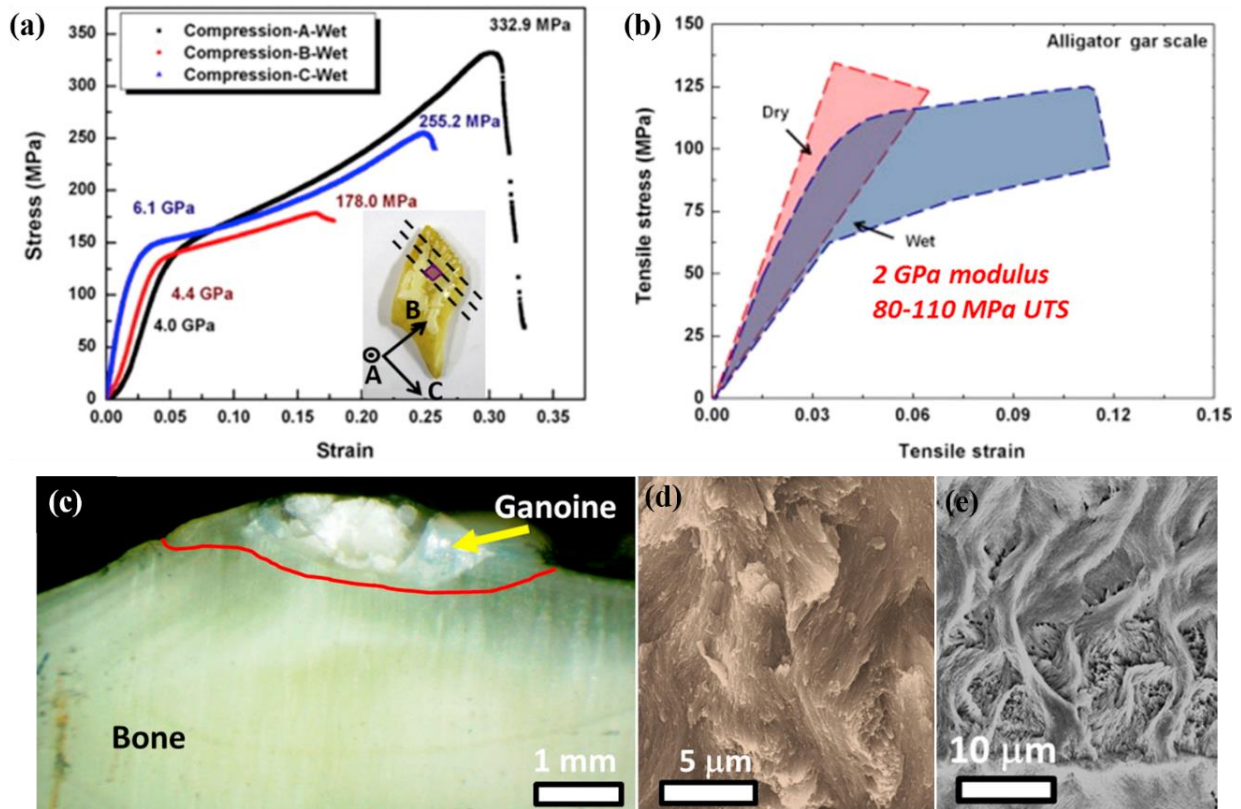 (a)
Stress (MPa)
350
300
250
200
150
100
50
0
Compression-A-Wet
Compression-B-Wet
Compression-C-Wet
332.9 MPa
255.2 MPa
178.0 MPa
6.1 GPa
4.4 GPa
4.0 GPa
B
A
C
0.00 0.05 0.10 0.15 0.20 0.25 0.30 0.35
Strain
(b)
Tensile stress (MPa)
150
125
100
75
50
25
0
Alligator gar scale
Dry
Wet
2 GPa modulus
80-110 MPa UTS
0.00 0.03 0.06 0.09 0.12 0.15
Tensile strain
(c)
Ganoine
Bone
1 mm
(d)
5 μm
(e)
10 μm